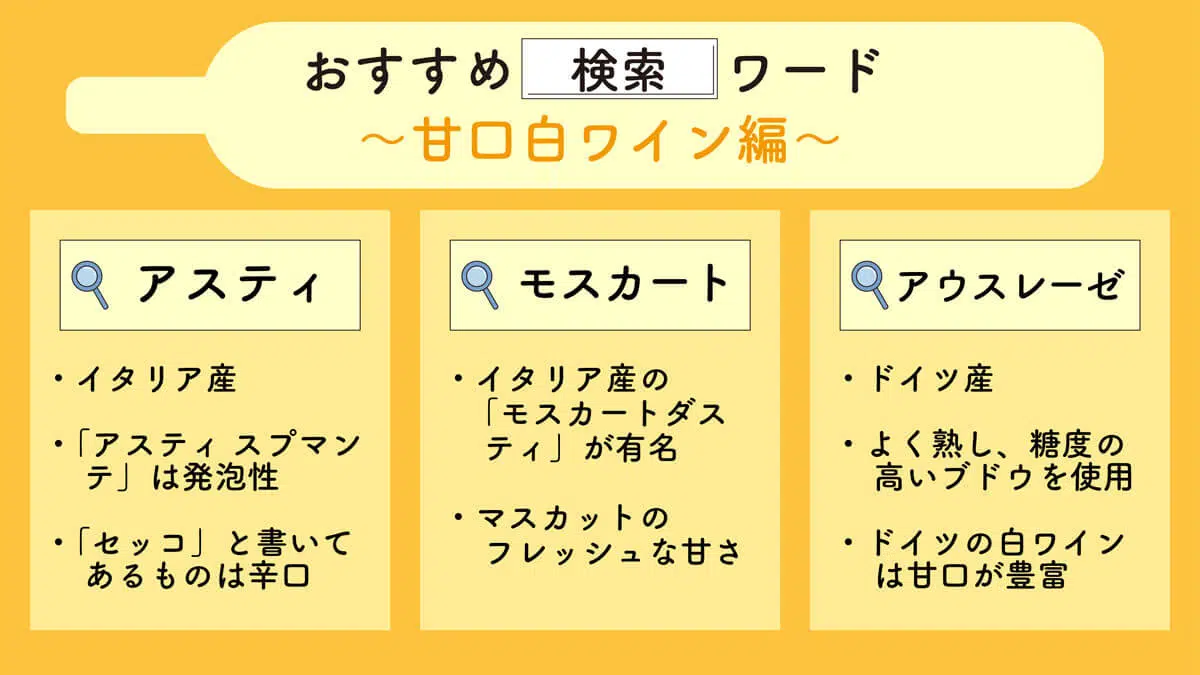 おすすめ 検索 ワード
～甘口白ワイン編～
アスティ
・イタリア産
・「アスティ スプマン
テ」は発泡性
・「セッコ」と書いて
あるものは辛口
モスカート
・イタリア産の
「モスカートダス
ティ」が有名
・マスカットの
フレッシュな甘さ
アウスレーゼ
・ドイツ産
・よく熟し、糖度の
高いブドウを使用
・ドイツの白ワイン
は甘口が豊富